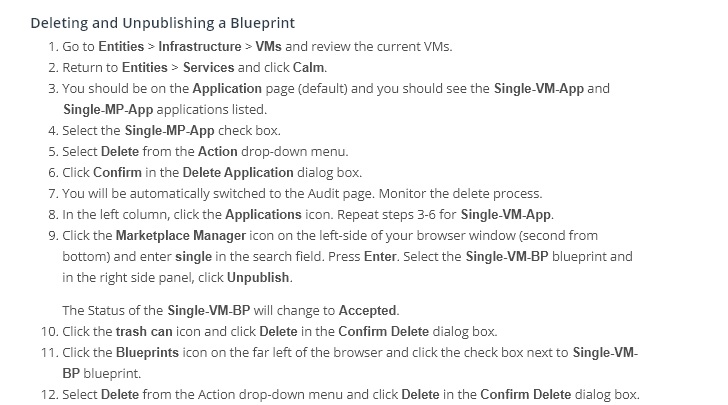 Deleting and Unpublishing a Blueprint
1. Go to Entities > Infrastructure > VMs and review the current VMs.
2. Return to Entities > Services and click Calm.
3. You should be on the Application page (default) and you should see the Single-VM-App and
Single-MP-App applications listed.
4. Select the Single-MP-App check box.
5. Select Delete from the Action drop-down menu.
6. Click Confirm in the Delete Application dialog box.
7. You will be automatically switched to the Audit page. Monitor the delete process.
8. In the left column, click the Applications icon. Repeat steps 3-6 for Single-VM-App.
9. Click the Marketplace Manager icon on the left-side of your browser window (second from
bottom) and enter single in the search field. Press Enter. Select the Single-VM-BP blueprint and
in the right side panel, click Unpublish.
The Status of the Single-VM-BP will change to Accepted.
10. Click the trash can icon and click Delete in the Confirm Delete dialog box.
11. Click the Blueprints icon on the far left of the browser and click the check box next to Single-VM-
BP blueprint.
12. Select Delete from the Action drop-down menu and click Delete in the Confirm Delete dialog box.